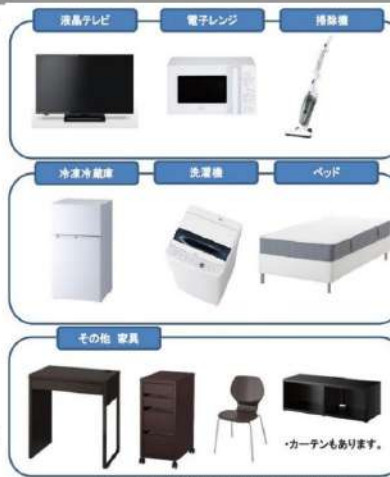 液晶テレビ
電子レンジ
掃除機
冷凍冷蔵庫
洗濯機
ベッド
その他 家具
・カーテンもあります。